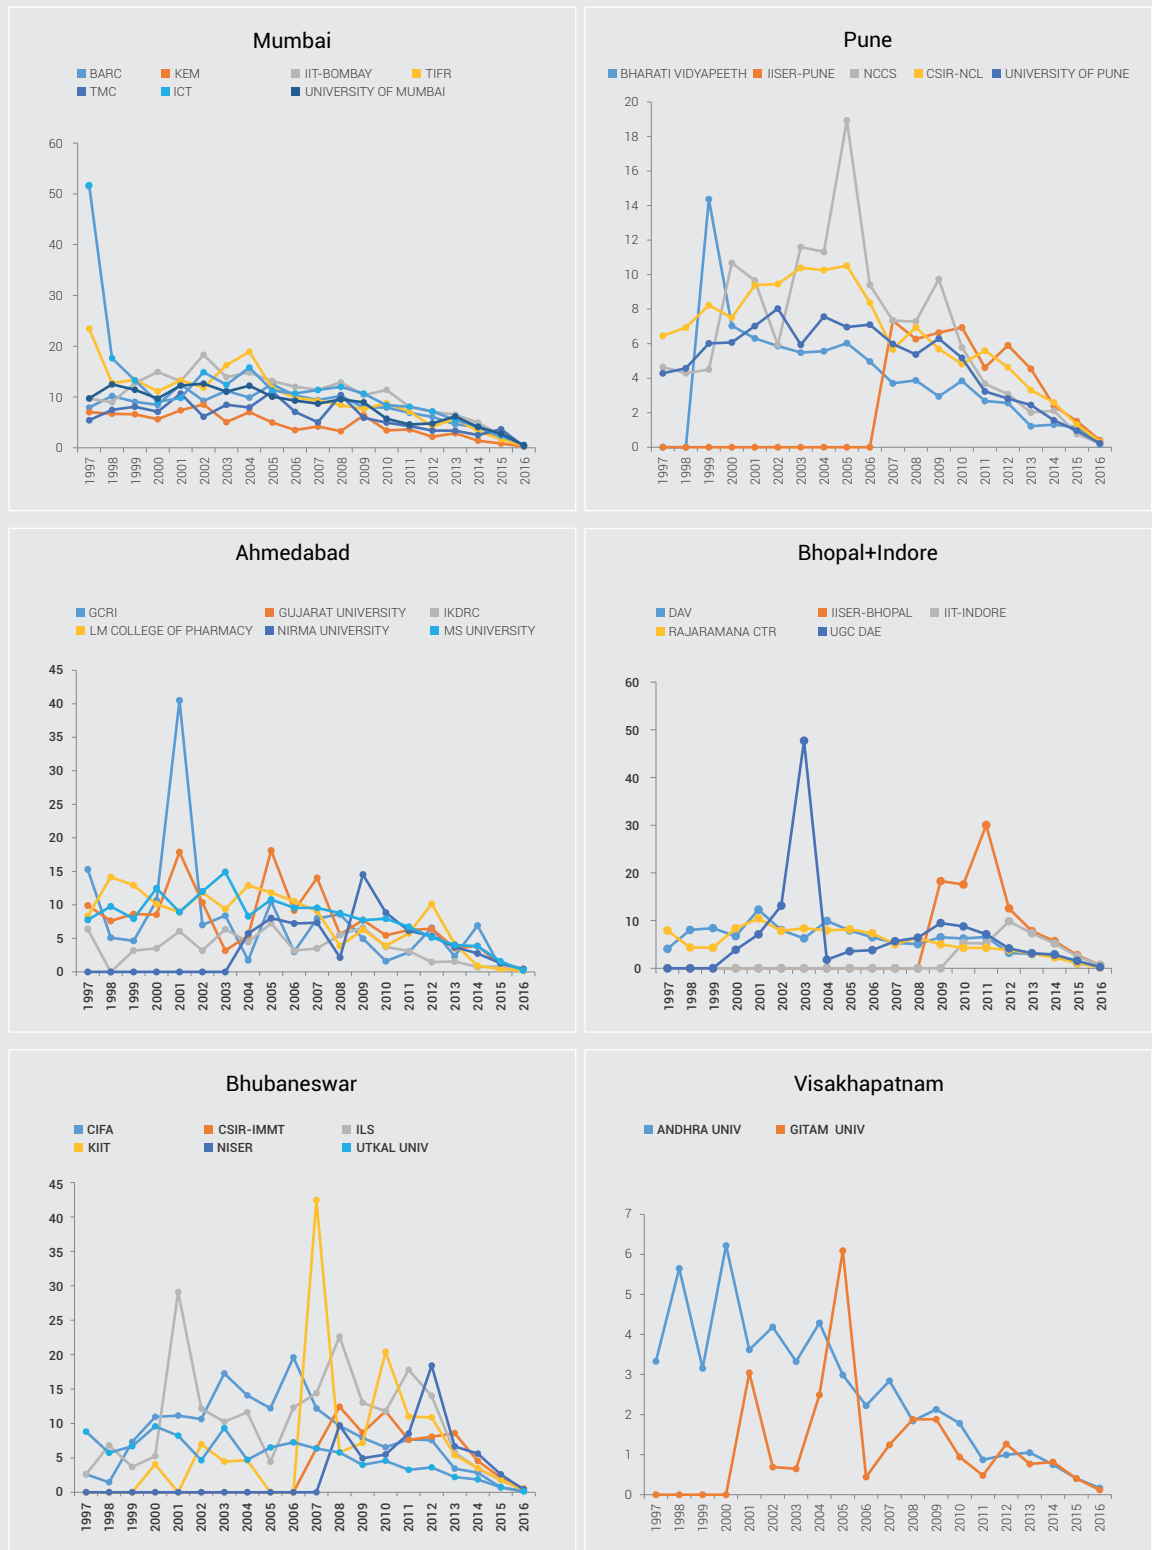 Mumbai
BARC KEM IIT-BOMBAY TIFR
TMC ICT UNIVERSITY OF MUMBAI
60
50
40
30
20
10
0
1997 1998 1999 2000 2001 2002 2003 2004 2005 2006 2007 2008 2009 2010 2011 2012 2013 2014 2015 2016
Pune
BHARATI VIDYAPEETH IISER-PUNE NCCS CSIR-NCL UNIVERSITY OF PUNE
20
18
16
14
12
10
8
6
4
2
0
1997 1998 1999 2000 2001 2002 2003 2004 2005 2006 2007 2008 2009 2010 2011 2012 2013 2014 2015 2016
Ahmedabad
GCRI GUJARAT UNIVERSITY IKDRC
LM COLLEGE OF PHARMACY NIRMA UNIVERSITY MS UNIVERSITY
45
40
35
30
25
20
15
10
5
0
1997 1998 1999 2000 2001 2002 2003 2004 2005 2006 2007 2008 2009 2010 2011 2012 2013 2014 2015 2016
Bhopal+Indore
DAV IISER-BHOPAL IIT-INDORE
RAJARAMANA CTR UGC DAE
60
50
40
30
20
10
0
1997 1998 1999 2000 2001 2002 2003 2004 2005 2006 2007 2008 2009 2010 2011 2012 2013 2014 2015 2016
Bhubaneswar
CIFA CSIR-IMMT ILS
KIIT NISER UTKAL UNIV
45
40
35
30
25
20
15
10
5
0
1997 1998 1999 2000 2001 2002 2003 2004 2005 2006 2007 2008 2009 2010 2011 2012 2013 2014 2015 2016
Visakhapatnam
ANDHRA UNIV GITAM UNIV
7
6
5
4
3
2
1
0
1997 1998 1999 2000 2001 2002 2003 2004 2005 2006 2007 2008 2009 2010 2011 2012 2013 2014 2015 2016